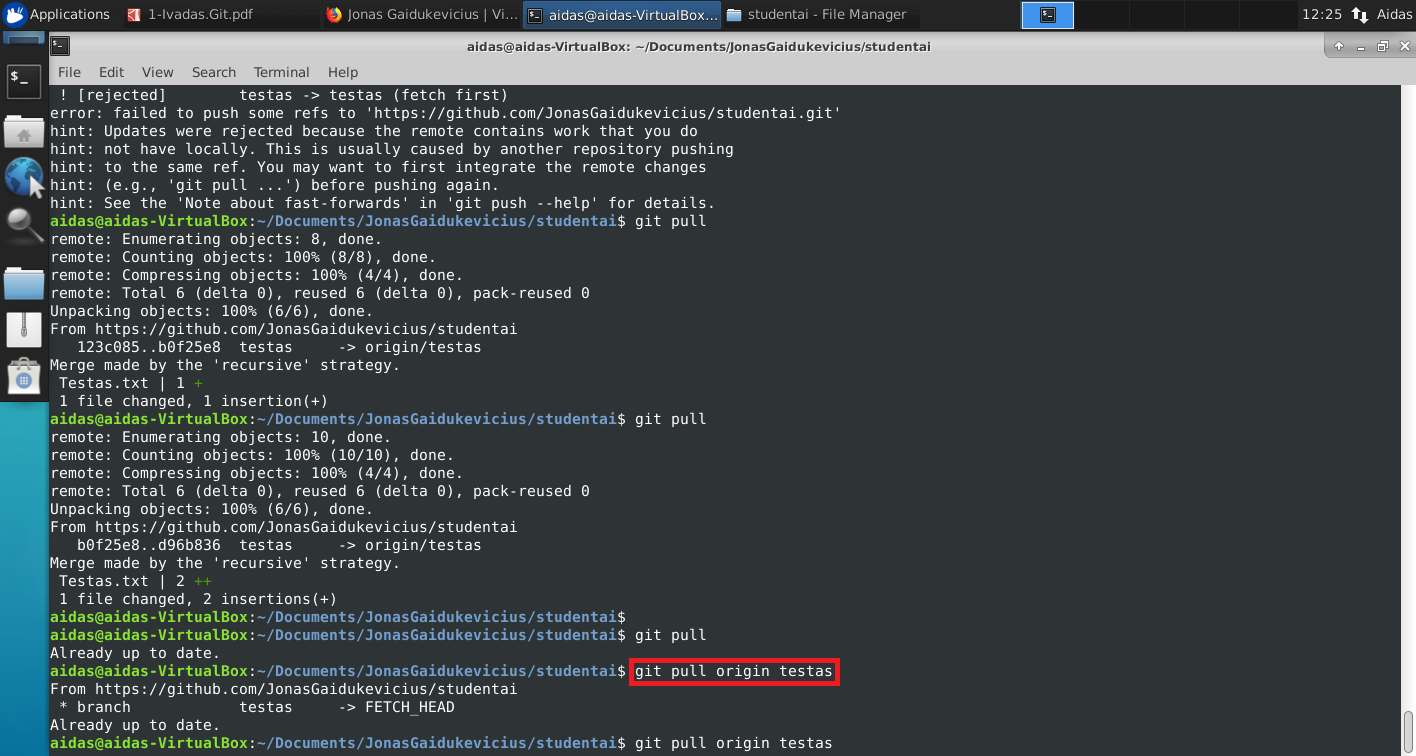 Applications 1-Ivadas.Git.pdf Jonas Gaidukevicius | Vi... aidas@aidas-VirtualBox... studentai - File Manager 12:25 Aidas
aidas@aidas-VirtualBox: ~/Documents/JonasGaidukevicius/studentai
File Edit View Search Terminal Help
! [rejected] testas -> testas (fetch first)
error: failed to push some refs to 'https://github.com/JonasGaidukevicius/studentai.git'
hint: Updates were rejected because the remote contains work that you do
hint: not have locally. This is usually caused by another repository pushing
hint: to the same ref. You may want to first integrate the remote changes
hint: (e.g., 'git pull ...') before pushing again.
hint: See the 'Note about fast-forwards' in 'git push --help' for details.
aidas@aidas-VirtualBox:~/Documents/JonasGaidukevicius/studentai$ git pull
remote: Enumerating objects: 8, done.
remote: Counting objects: 100% (8/8), done.
remote: Compressing objects: 100% (4/4), done.
remote: Total 6 (delta 0), reused 6 (delta 0), pack-reused 0
Unpacking objects: 100% (6/6), done.
From https://github.com/JonasGaidukevicius/studentai
123c085..b0f25e8 testas -> origin/testas
Merge made by the 'recursive' strategy.
Testas.txt | 1 +
1 file changed, 1 insertion(+)
aidas@aidas-VirtualBox:~/Documents/JonasGaidukevicius/studentai$ git pull
remote: Enumerating objects: 10, done.
remote: Counting objects: 100% (10/10), done.
remote: Compressing objects: 100% (4/4), done.
remote: Total 6 (delta 0), reused 6 (delta 0), pack-reused 0
Unpacking objects: 100% (6/6), done.
From https://github.com/JonasGaidukevicius/studentai
b0f25e8..d96b836 testas -> origin/testas
Merge made by the 'recursive' strategy.
Testas.txt | 2 ++
1 file changed, 2 insertions(+)
aidas@aidas-VirtualBox:~/Documents/JonasGaidukevicius/studentai$
aidas@aidas-VirtualBox:~/Documents/JonasGaidukevicius/studentai$ git pull
Already up to date.
aidas@aidas-VirtualBox:~/Documents/JonasGaidukevicius/studentai$ git pull origin testas
From https://github.com/JonasGaidukevicius/studentai
* branch testas -> FETCH_HEAD
Already up to date.
aidas@aidas-VirtualBox:~/Documents/JonasGaidukevicius/studentai$ git pull origin testas